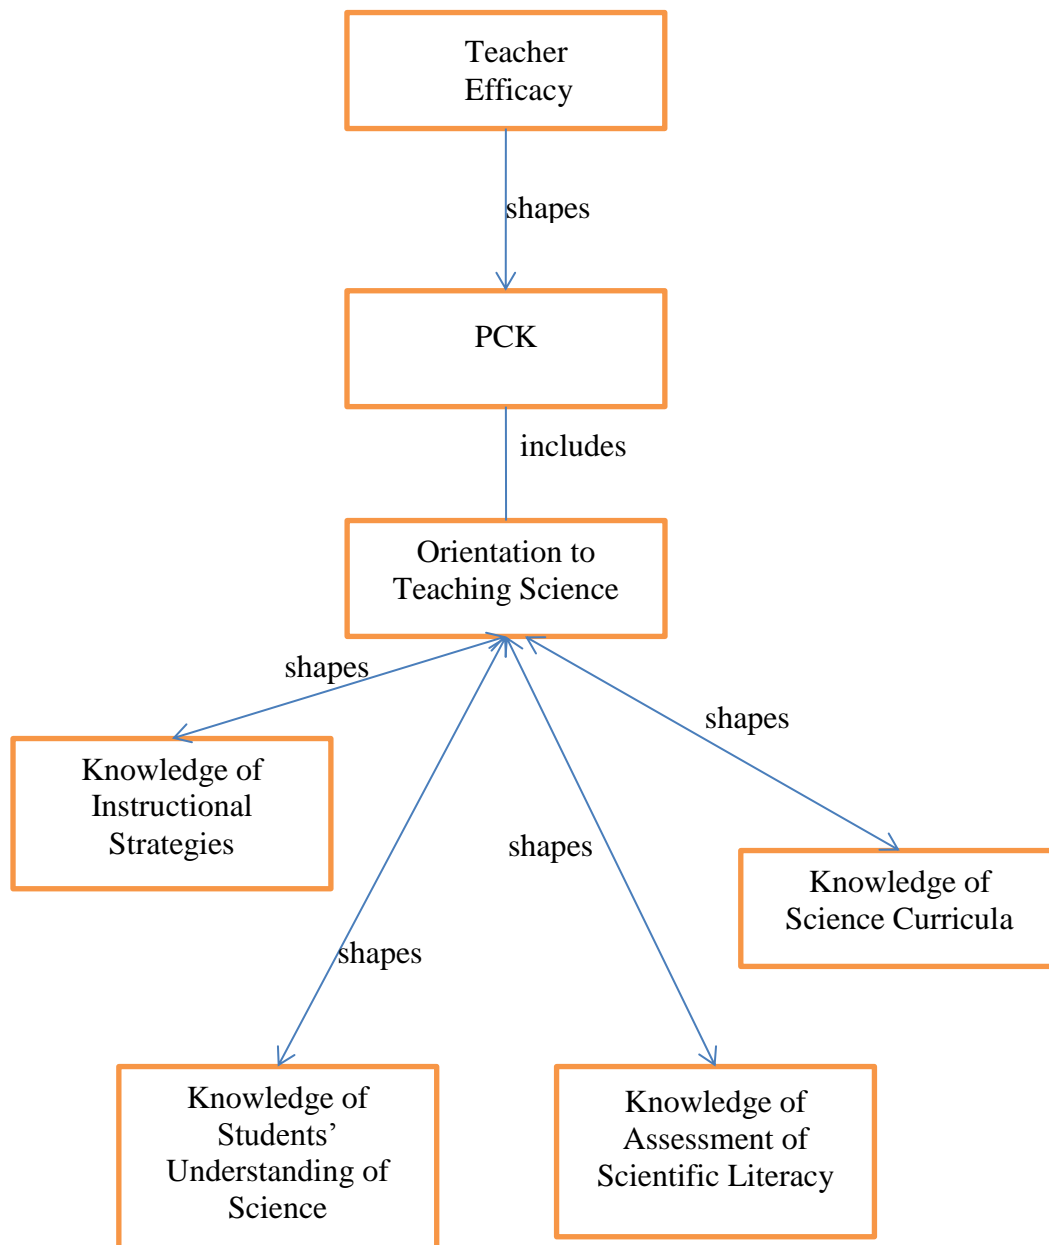 Teacher
Efficacy
shapes
PCK
includes
Orientation to
Teaching Science
shapes
shapes
Knowledge of
Instructional
Strategies
shapes
Knowledge of
Science Curricula
shapes
Knowledge of
Students’
Understanding of
Science
Knowledge of
Assessment of
Scientific Literacy